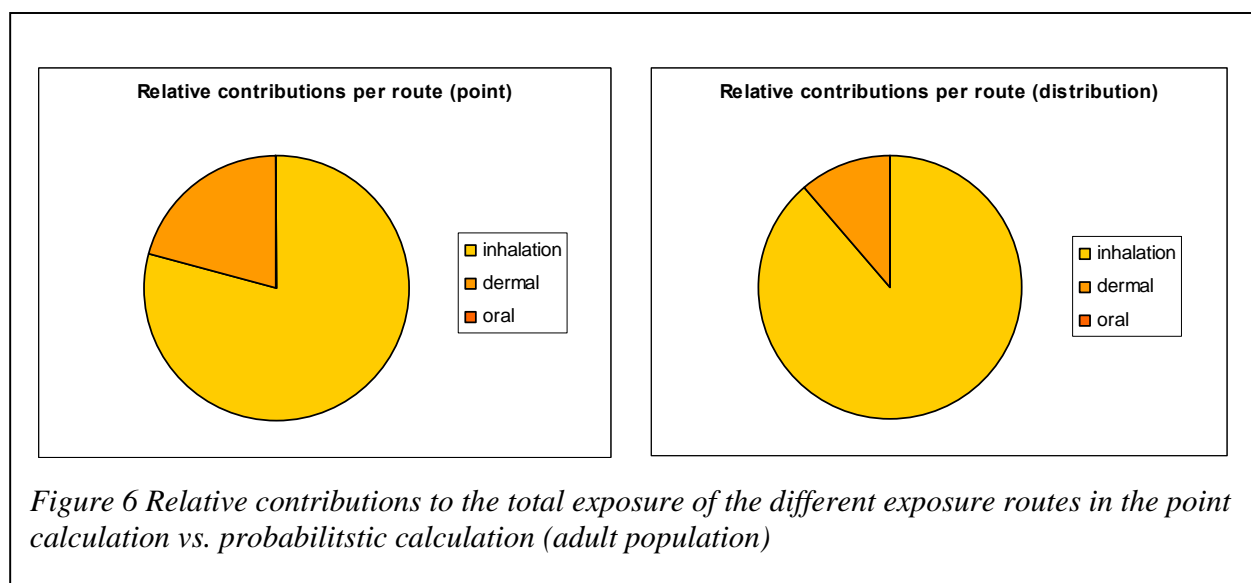 Relative contributions per route (point)
inhalation
dermal
oral
Relative contributions per route (distribution)
inhalation
dermal
oral
Figure 6 Relative contributions to the total exposure of the different exposure routes in the point
calculation vs. probabilitstic calculation (adult population)